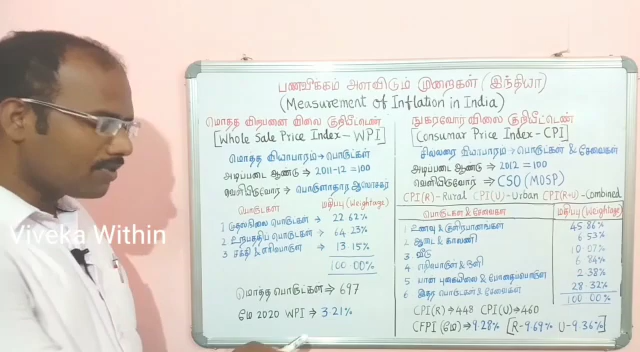 பணவீக்கம் அளவிடும் முறைகள் (இந்தியா)
(Measurement of Inflation in India)
மொத்த விற்பனை விலை குறியீட்டெண்
[Whole Sale Price Index - WPI]
மொத்த வியாபாரம் → பொருட்கள்
அடிப்படை ஆண்டு → 2011-12 = 100
வெளியிடுவோர் → பொருளாதார ஆலோசகர்
பொருட்கள் மதிப்பு (Weightage)
1 முதல்நிலை பொருட்கள் → 22.62%
2 உற்பத்திப் பொருட்கள் → 64.23%
3 சக்தி & எரிபொருள் → 13.15%
100.00%
மொத்த பொருட்கள் → 697
மே 2020 WPI → 3.21%
நுகர்வோர் விலை குறியீட்டெண்
[Consumar Price Index - CPI]
சில்லரை வியாபாரம் → பொருட்கள் & சேவைகள்
அடிப்படை ஆண்டு → 2012 = 100
வெளியிடுவோர் → CSO (MOSP)
CPI(R)-Rural CPI(U)-Urban CPI(R+U)-Combined
பொருட்கள் & சேவைகள் மதிப்பு (Weightage)
1 உணவு & குளிர்பானங்கள் 45.86%
2 ஆடை & காலணி 6.53%
3 வீடு 10.07%
4 எரிபொருள் & ஒளி 6.84%
5 பான் புகையிலை & போதைப்பொருள் 2.38%
6 இதர பொருட்கள் & சேவைகள் 28.32%
100.00%
CPI(R) → 448 CPI(U) → 460
CFPI (மே) → 9.28% [R-9.69% U-9.36%]
Viveka Within